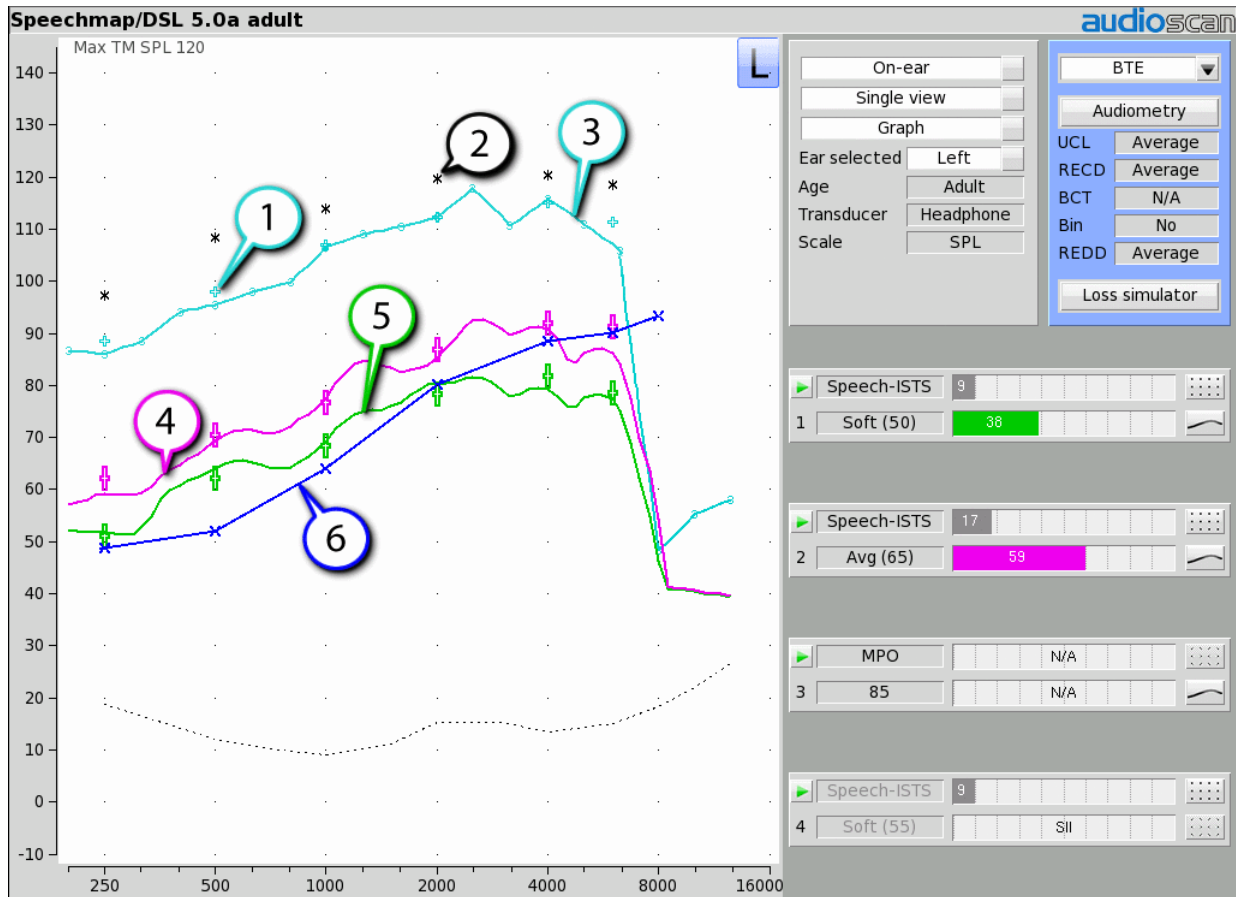 Speechmap/DSL 5.0a adult
audioscan
Max TM SPL 120
L
140
130
120
110
100
90
80
70
60
50
40
30
20
10
0
-10
250 500 1000 2000 4000 8000 16000
1
2
3
4
5
6
On-ear
Single view
Graph
Ear selected Left
Age Adult
Transducer Headphone
Scale SPL
BTE
Audiometry
UCL Average
RECD Average
BCT N/A
Bin No
REDD Average
Loss simulator
Speech-ISTS 9
1 Soft (50) 38
Speech-ISTS 17
2 Avg (65) 59
MPO N/A
3 85 N/A
Speech-ISTS 9
4 Soft (55) SII